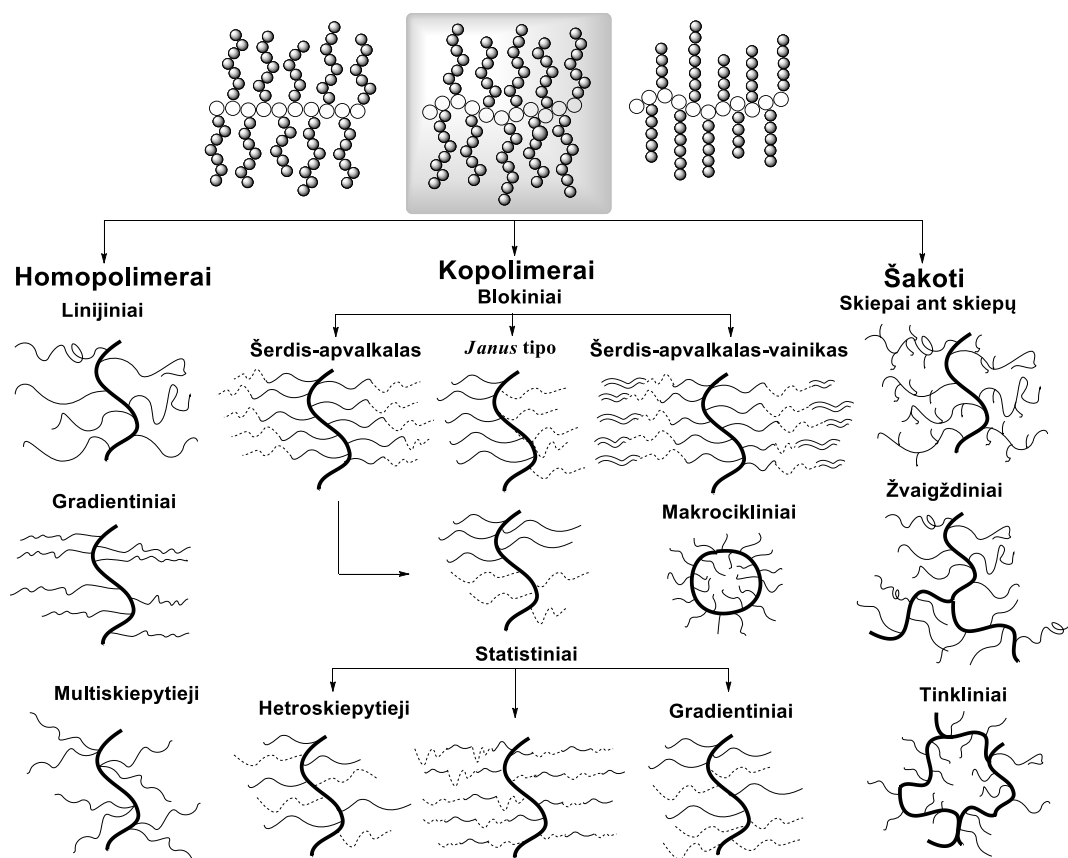 Homopolimerai
Kopolimerai
Šakoti
Linijiniai
Blokiniai
Skiepai ant skiepų
Šerdis-apvalkalas
Janus tipo
Šerdis-apvalkalas-vainikas
Gradientiniai
Makrocikliniai
Žvaigždiniai
Statistiniai
Multiskiepytieji
Hetroskiepytieji
Gradientiniai
Tinkliniai